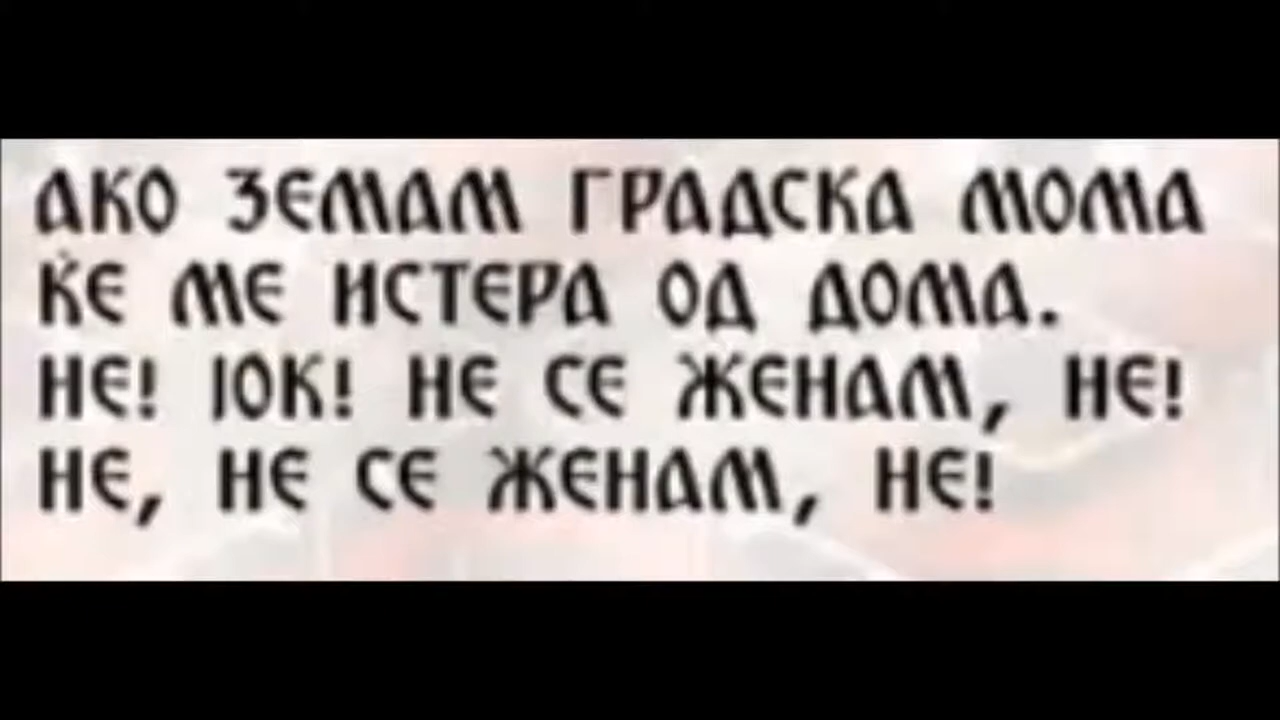 АКО ЗЕМАМ ГРАДСКА МОМА
ЌЕ МЕ ИСТЕРА ОД ДОМА.
НЕ! ЈОК! НЕ СЕ ЖЕНАМ, НЕ!
НЕ, НЕ СЕ ЖЕНАМ, НЕ!